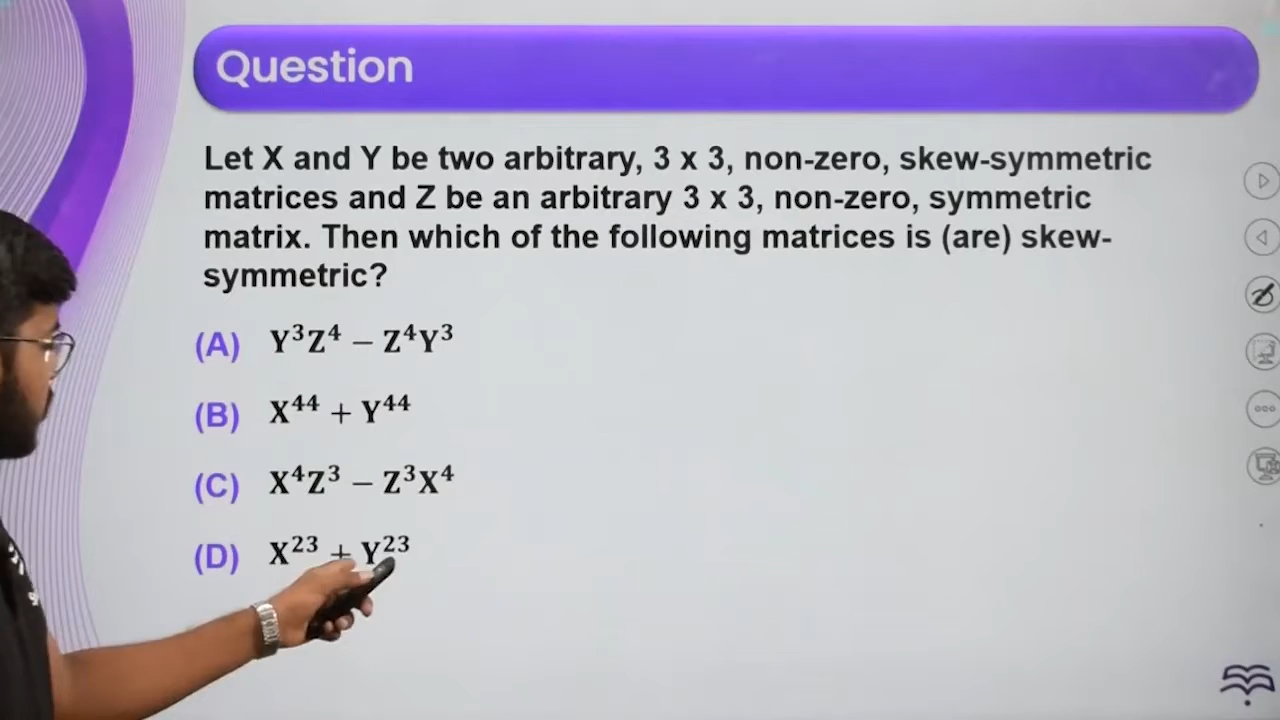 Question
Let X and Y be two arbitrary, 3 x 3, non-zero, skew-symmetric
matrices and Z be an arbitrary 3 x 3, non-zero, symmetric
matrix. Then which of the following matrices is (are) skew-
symmetric?
(A) Y³Z⁴ − Z⁴Y³
(B) X⁴⁴ + Y⁴⁴
(C) X⁴Z³ − Z³X⁴
(D) X²³ + Y²³